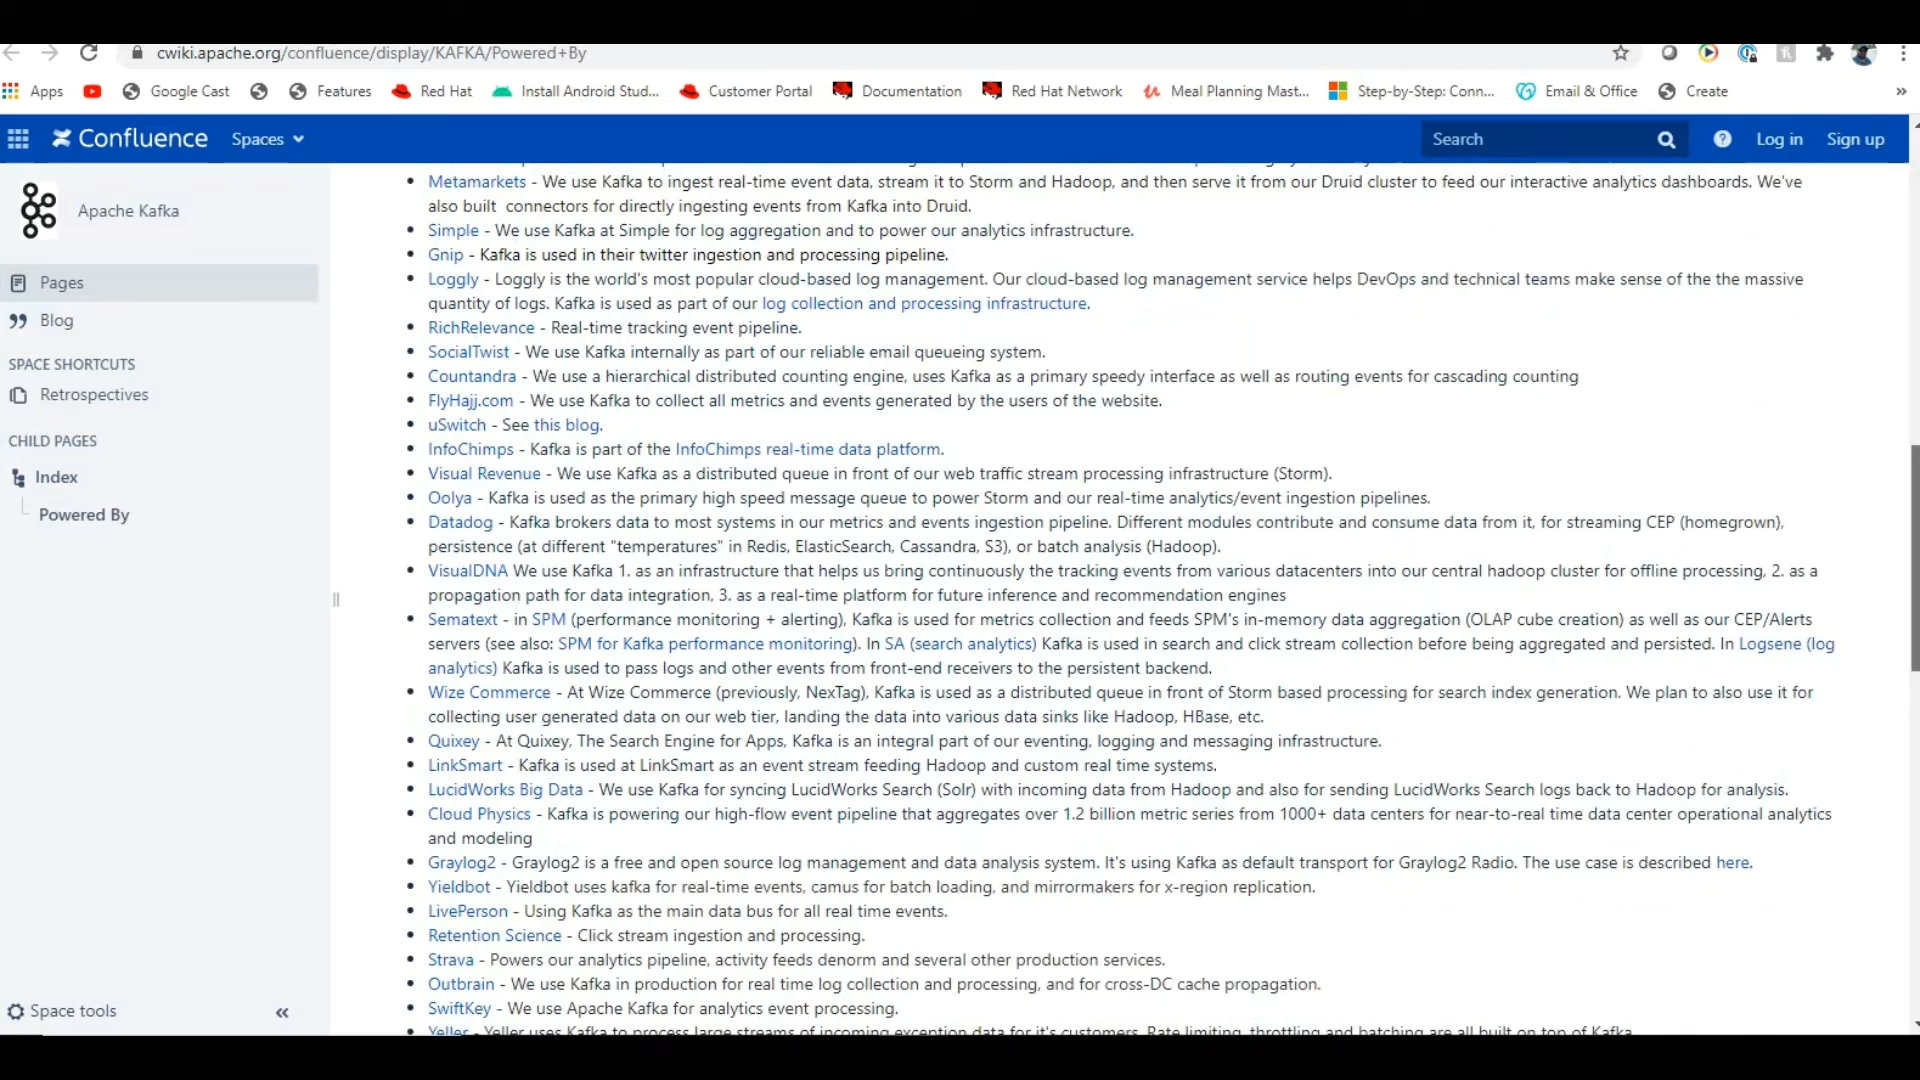 cwiki.apache.org/confluence/display/KAFKA/Powered+By
Apps Google Cast Features Red Hat Install Android Stud... Customer Portal Documentation Red Hat Network Meal Planning Mast... Step-by-Step: Conn... Email & Office Create »
Confluence Spaces Search Log in Sign up
Apache Kafka
Pages
Blog
SPACE SHORTCUTS
Retrospectives
CHILD PAGES
Index
Powered By
Space tools
Metamarkets - We use Kafka to ingest real-time event data, stream it to Storm and Hadoop, and then serve it from our Druid cluster to feed our interactive analytics dashboards. We've
also built connectors for directly ingesting events from Kafka into Druid.
Simple - We use Kafka at Simple for log aggregation and to power our analytics infrastructure.
Gnip - Kafka is used in their twitter ingestion and processing pipeline.
Loggly - Loggly is the world's most popular cloud-based log management. Our cloud-based log management service helps DevOps and technical teams make sense of the the massive
quantity of logs. Kafka is used as part of our log collection and processing infrastructure.
RichRelevance - Real-time tracking event pipeline.
SocialTwist - We use Kafka internally as part of our reliable email queueing system.
Countandra - We use a hierarchical distributed counting engine, uses Kafka as a primary speedy interface as well as routing events for cascading counting
FlyHajj.com - We use Kafka to collect all metrics and events generated by the users of the website.
uSwitch - See this blog.
InfoChimps - Kafka is part of the InfoChimps real-time data platform.
Visual Revenue - We use Kafka as a distributed queue in front of our web traffic stream processing infrastructure (Storm).
Oolya - Kafka is used as the primary high speed message queue to power Storm and our real-time analytics/event ingestion pipelines.
Datadog - Kafka brokers data to most systems in our metrics and events ingestion pipeline. Different modules contribute and consume data from it, for streaming CEP (homegrown),
persistence (at different "temperatures" in Redis, ElasticSearch, Cassandra, S3), or batch analysis (Hadoop).
VisualDNA We use Kafka 1. as an infrastructure that helps us bring continuously the tracking events from various datacenters into our central hadoop cluster for offline processing, 2. as a
propagation path for data integration, 3. as a real-time platform for future inference and recommendation engines
Sematext - in SPM (performance monitoring + alerting), Kafka is used for metrics collection and feeds SPM's in-memory data aggregation (OLAP cube creation) as well as our CEP/Alerts
servers (see also: SPM for Kafka performance monitoring). In SA (search analytics) Kafka is used in search and click stream collection before being aggregated and persisted. In Logsene (log
analytics) Kafka is used to pass logs and other events from front-end receivers to the persistent backend.
Wize Commerce - At Wize Commerce (previously, NexTag), Kafka is used as a distributed queue in front of Storm based processing for search index generation. We plan to also use it for
collecting user generated data on our web tier, landing the data into various data sinks like Hadoop, HBase, etc.
Quixey - At Quixey, The Search Engine for Apps, Kafka is an integral part of our eventing, logging and messaging infrastructure.
LinkSmart - Kafka is used at LinkSmart as an event stream feeding Hadoop and custom real time systems.
LucidWorks Big Data - We use Kafka for syncing LucidWorks Search (Solr) with incoming data from Hadoop and also for sending LucidWorks Search logs back to Hadoop for analysis.
Cloud Physics - Kafka is powering our high-flow event pipeline that aggregates over 1.2 billion metric series from 1000+ data centers for near-to-real time data center operational analytics
and modeling
Graylog2 - Graylog2 is a free and open source log management and data analysis system. It's using Kafka as default transport for Graylog2 Radio. The use case is described here.
Yieldbot - Yieldbot uses kafka for real-time events, camus for batch loading, and mirrormakers for x-region replication.
LivePerson - Using Kafka as the main data bus for all real time events.
Retention Science - Click stream ingestion and processing.
Strava - Powers our analytics pipeline, activity feeds denorm and several other production services.
Outbrain - We use Kafka in production for real time log collection and processing, and for cross-DC cache propagation.
SwiftKey - We use Apache Kafka for analytics event processing.
Yeller - Yeller uses Kafka to process large streams of incoming exception data for it's customers. Rate limiting, throttling and batching are all built on top of Kafka.